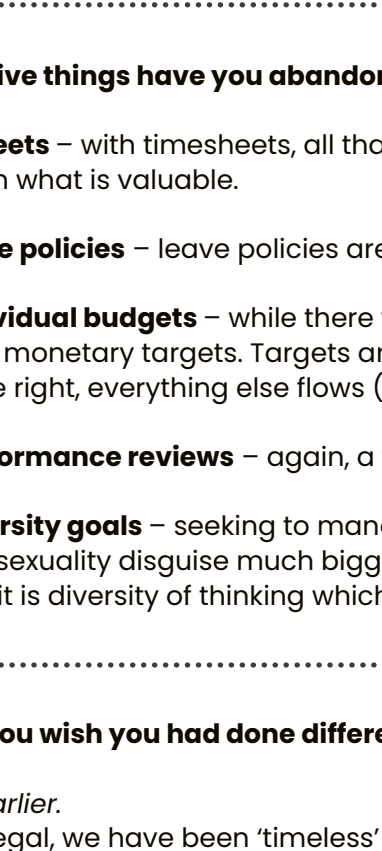 ive things have you abandon
eets – with timesheets, all tha
n what is valuable.
e policies – leave policies are
vidual budgets – while there
monetary targets. Targets ar
e right, everything else flows (
ormance reviews – again, a
rsity goals – seeking to mand
sexuality disguise much bigg
it is diversity of thinking which
ou wish you had done differe
arlier.
egal, we have been ‘timeless’